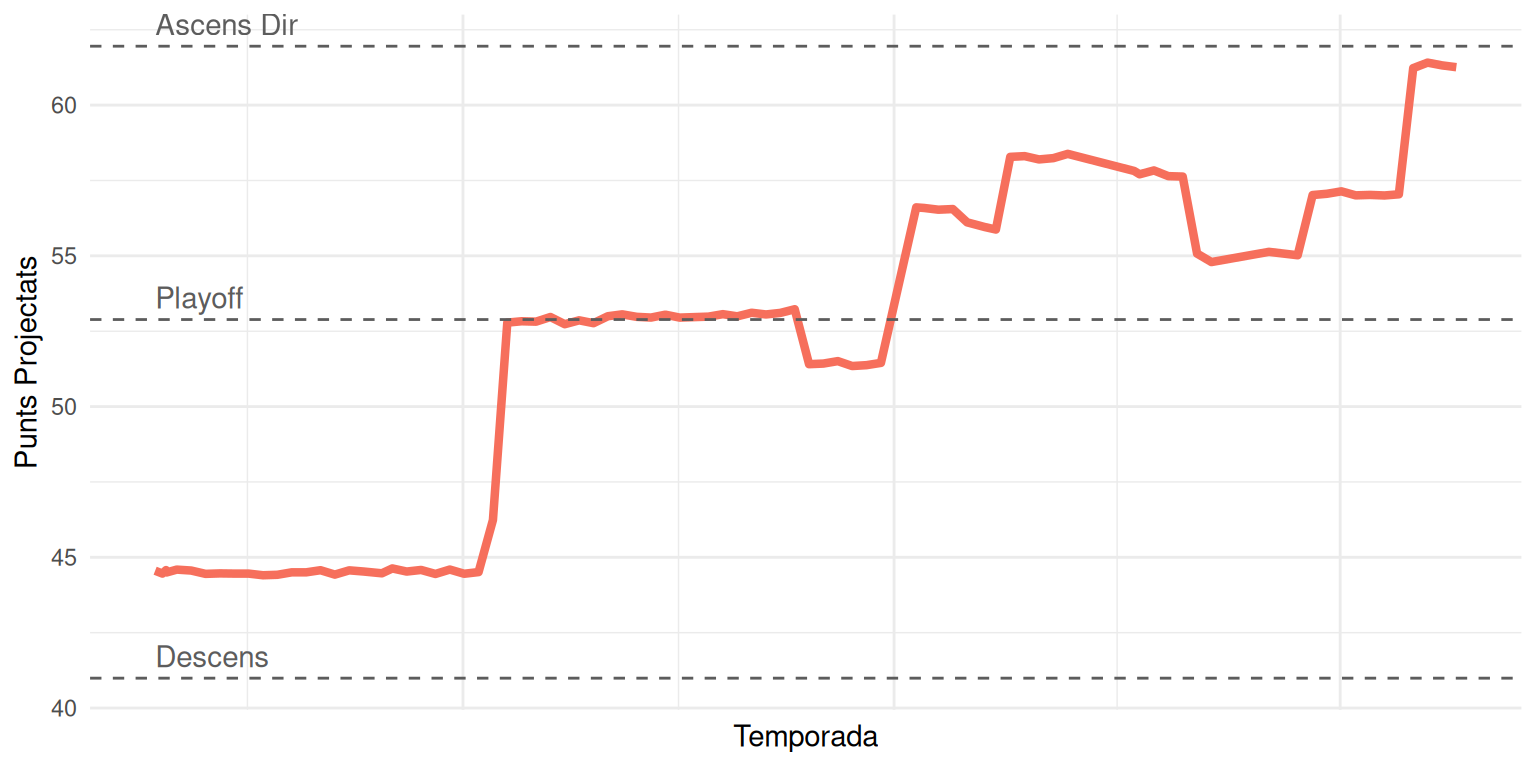 Ascens Dir
60
55
Playoff
50
45
Descens
40
Punts Projectats
Temporada